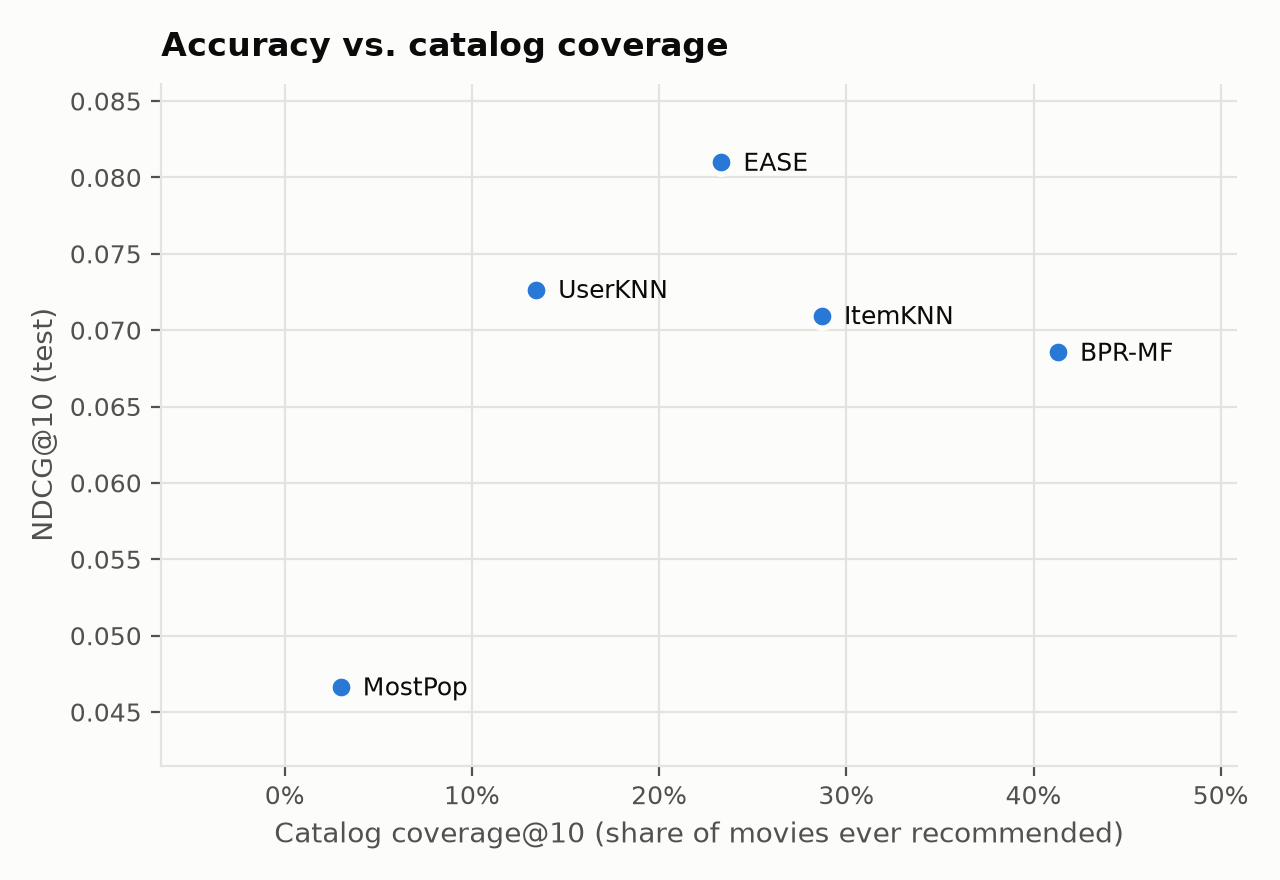 Accuracy vs. catalog coverage
0.085
0.080
0.075
0.070
0.065
0.060
0.055
0.050
0.045
NDCG@10 (test)
EASE
UserKNN
ItemKNN
BPR-MF
MostPop
0%
10%
20%
30%
40%
50%
Catalog coverage@10 (share of movies ever recommended)